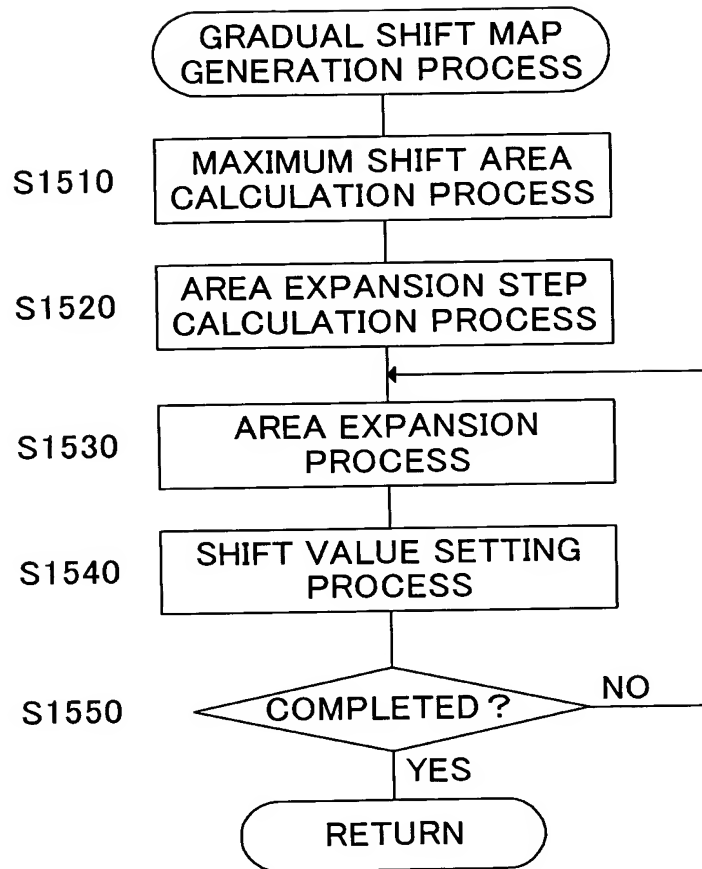 GRADUAL SHIFT MAP
GENERATION PROCESS
S1510
MAXIMUM SHIFT AREA
CALCULATION PROCESS
S1520
AREA EXPANSION STEP
CALCULATION PROCESS
S1530
AREA EXPANSION
PROCESS
S1540
SHIFT VALUE SETTING
PROCESS
S1550
COMPLETED?
NO
YES
RETURN